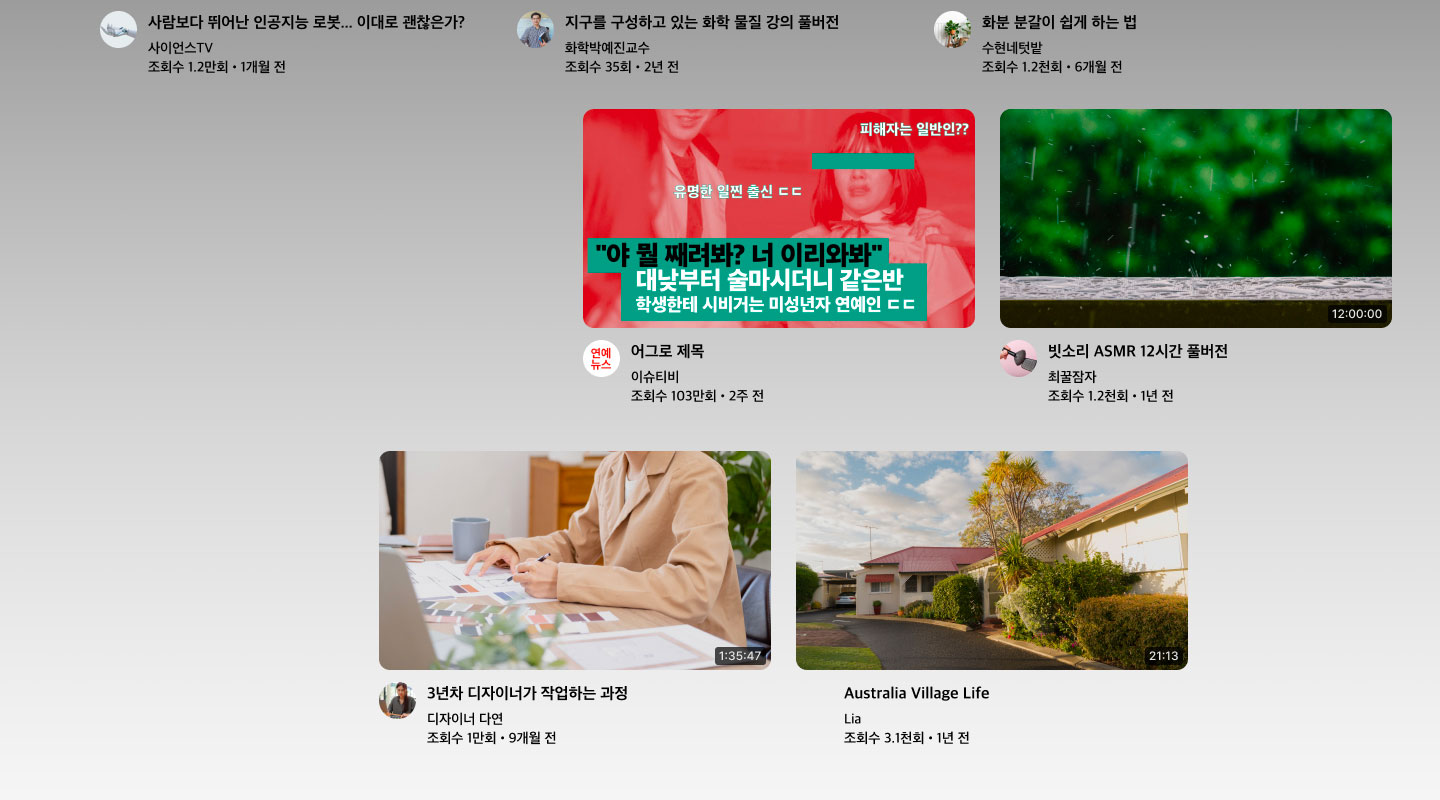 사람보다 뛰어난 인공지능 로봇... 이대로 괜찮은가?
사이언스TV
조회수 1.2만회 • 1개월 전
지구를 구성하고 있는 화학 물질 강의 풀버전
화학박예진교수
조회수 35회 • 2년 전
화분 분갈이 쉽게 하는 법
수현네텃밭
조회수 1.2천회 • 6개월 전
피해자는 일반인??
유명한 일찐 출신 ㄷㄷ
"야 뭘 째려봐? 너 이리와봐"
대낮부터 술마시더니 같은반
학생한테 시비거는 미성년자 연예인 ㄷㄷ
연예
뉴스
어그로 제목
이슈티비
조회수 103만회 • 2주 전
12:00:00
빗소리 ASMR 12시간 풀버전
최꿀잠자
조회수 1.2천회 • 1년 전
1:35:47
3년차 디자이너가 작업하는 과정
디자이너 다연
조회수 1만회 • 9개월 전
21:13
Australia Village Life
Lia
조회수 3.1천회 • 1년 전